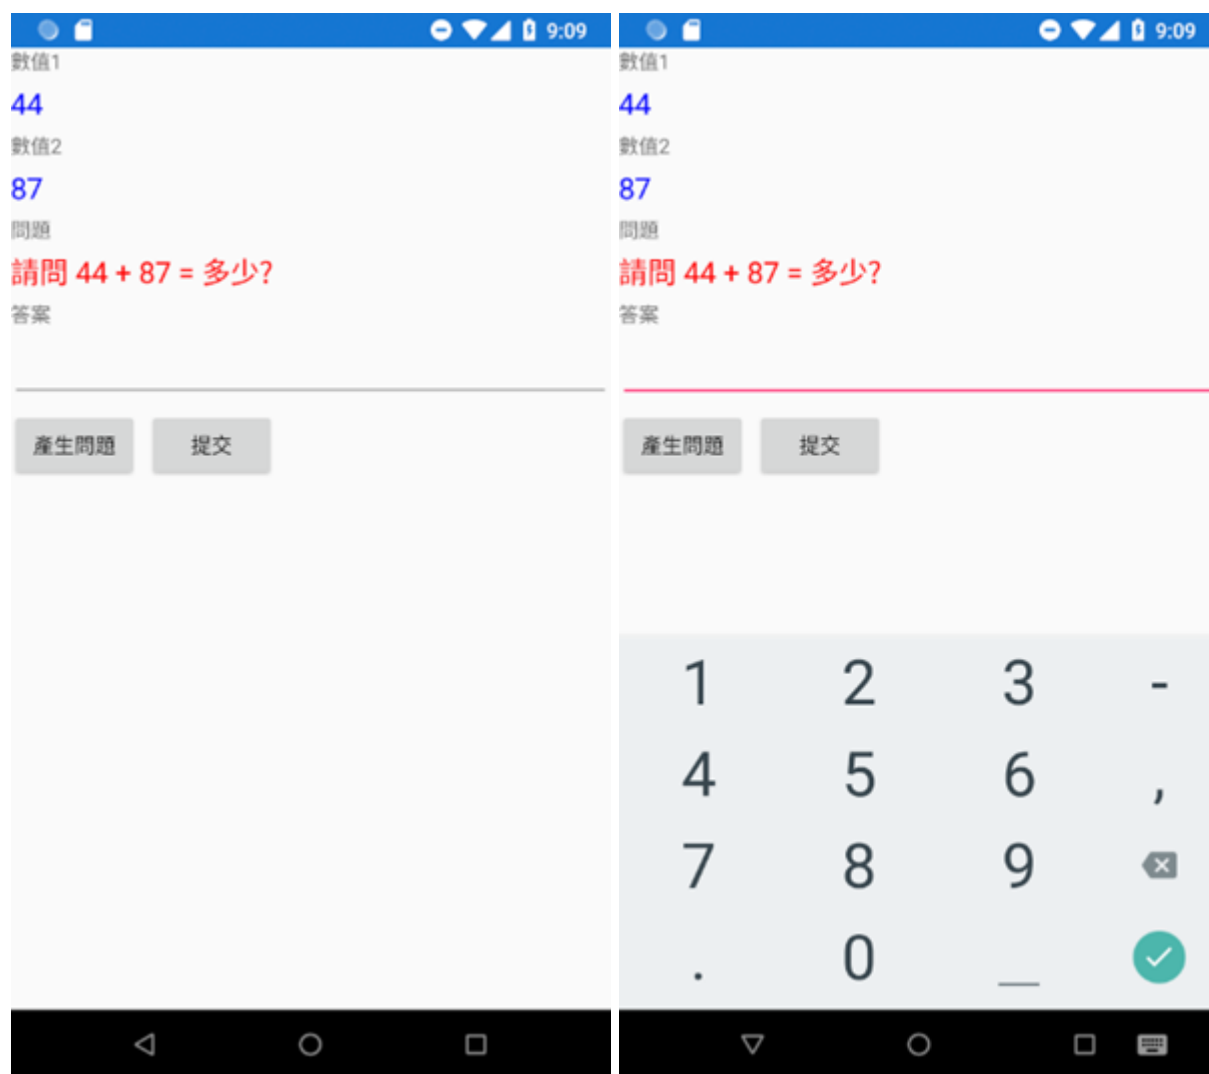 9:09
數值1
44
數值2
87
問題
請問 44 + 87 = 多少?
答案
產生問題 提交
9:09
數值1
44
數值2
87
問題
請問 44 + 87 = 多少?
答案
產生問題 提交
1 2 3 -
4 5 6 ,
7 8 9
. 0 _